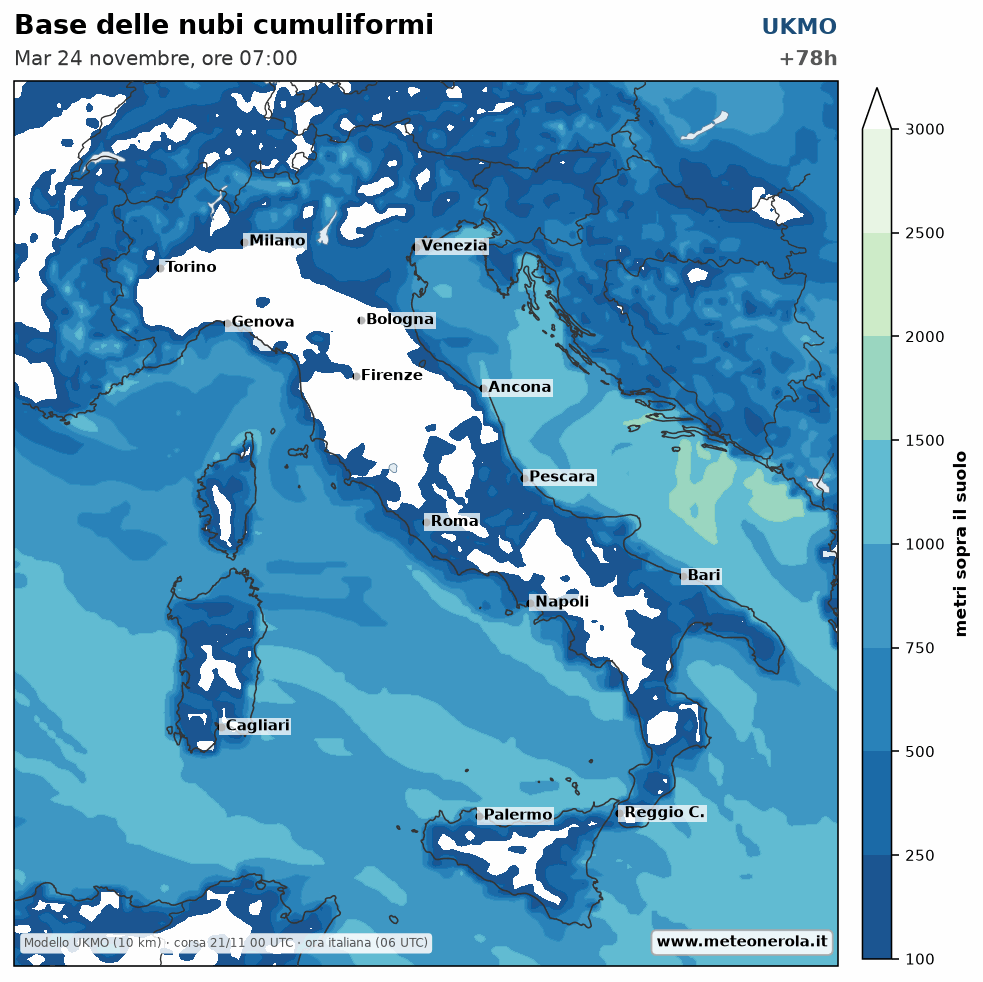 Base delle nubi cumuliformi
UKMO
Mar 24 novembre, ore 07:00
+78h
Milano
Venezia
Torino
Genova
Bologna
Firenze
Ancona
Pescara
Roma
Bari
Napoli
Cagliari
Palermo
Reggio C.
3000
2500
2000
1500
1000
750
500
250
100
metri sopra il suolo
Modello UKMO (10 km) · corsa 21/11 00 UTC · ora italiana (06 UTC)
www.meteonerola.it